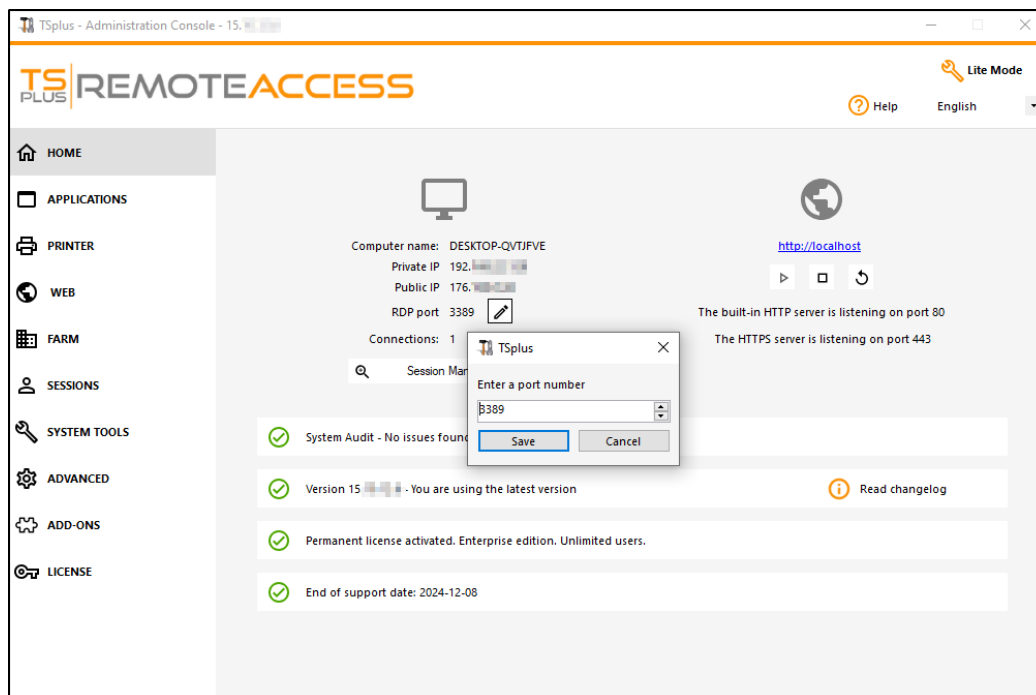 TSplus - Administration Console - 15.
TS PLUS REMOTEACCESS
Lite Mode
Help
English
HOME
APPLICATIONS
PRINTER
WEB
FARM
SESSIONS
SYSTEM TOOLS
ADVANCED
ADD-ONS
LICENSE
Computer name: DESKTOP-QVTJFVE
Private IP 192.
Public IP 176.
RDP port 3389
Connections: 1
Session Mar
http://localhost
The built-in HTTP server is listening on port 80
The HTTPS server is listening on port 443
TSplus
Enter a port number
3389
Save
Cancel
System Audit - No issues found
Version 15 - You are using the latest version
Read changelog
Permanent license activated. Enterprise edition. Unlimited users.
End of support date: 2024-12-08